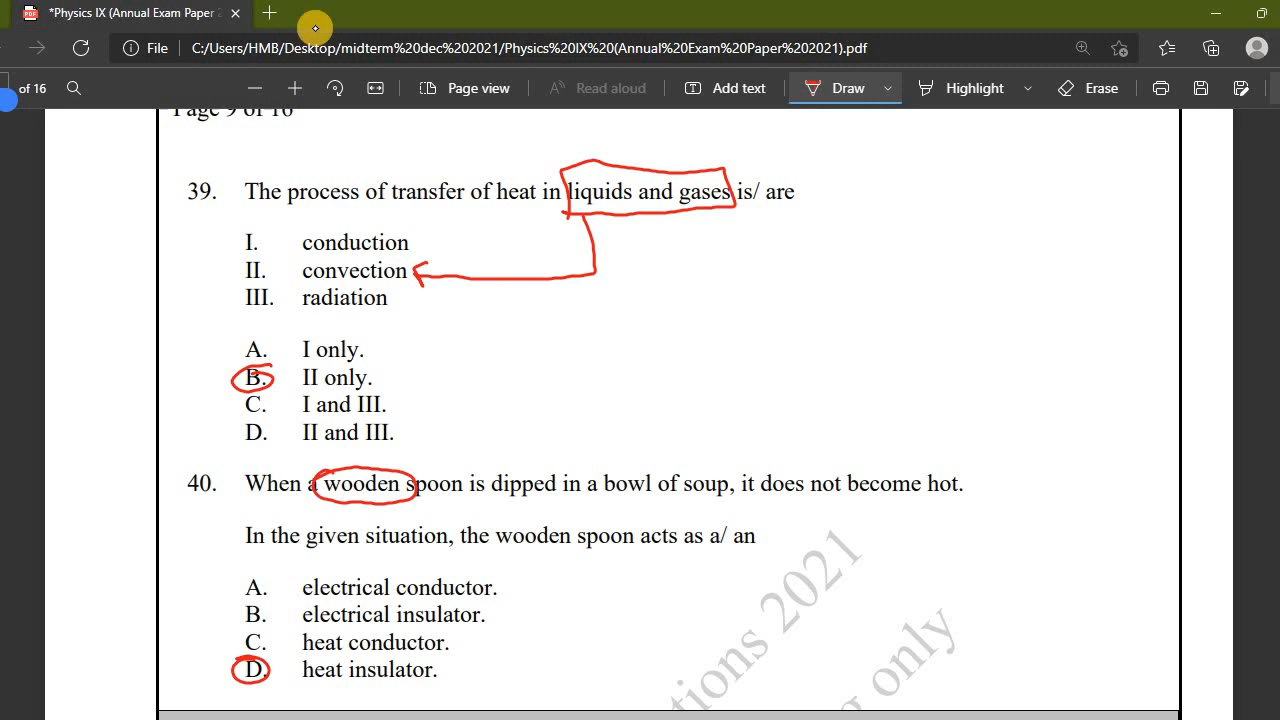 *Physics IX (Annual Exam Paper 2
File
C:/Users/HMB/Desktop/midterm%20dec%202021/Physics%20IX%20(Annual%20Exam%20Paper%202021).pdf
of 16
Page view
Read aloud
Add text
Draw
Highlight
Erase
Page 9 of 16
39. The process of transfer of heat in liquids and gases is/ are
I. conduction
II. convection
III. radiation
A. I only.
B. II only.
C. I and III.
D. II and III.
40. When a wooden spoon is dipped in a bowl of soup, it does not become hot.
In the given situation, the wooden spoon acts as a/ an
A. electrical conductor.
B. electrical insulator.
C. heat conductor.
D. heat insulator.
2021
only